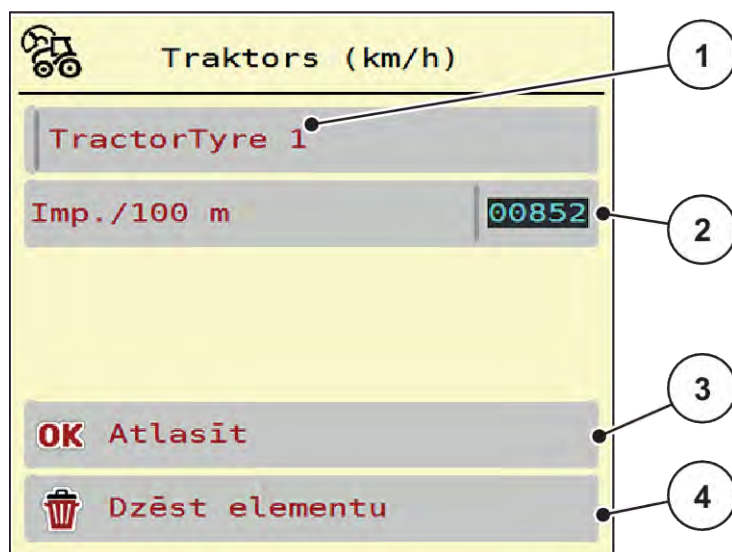 Traktors (km/h)
1
TractorTyre 1
Imp./100 m 00852
2
3
OK Atlasīt
4
Dzēst elementu